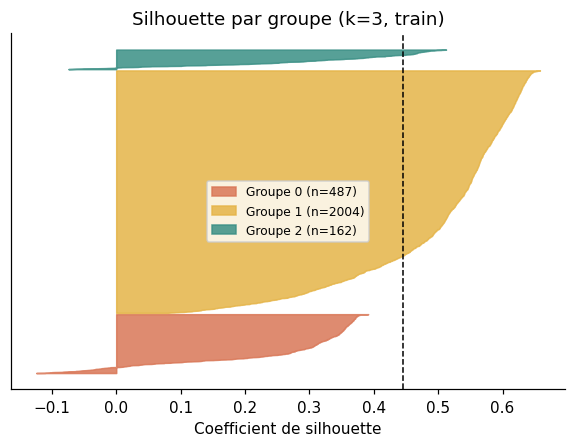 Silhouette par groupe (k=3, train)
Groupe 0 (n=487)
Groupe 1 (n=2004)
Groupe 2 (n=162)
−0.1 0.0 0.1 0.2 0.3 0.4 0.5 0.6
Coefficient de silhouette